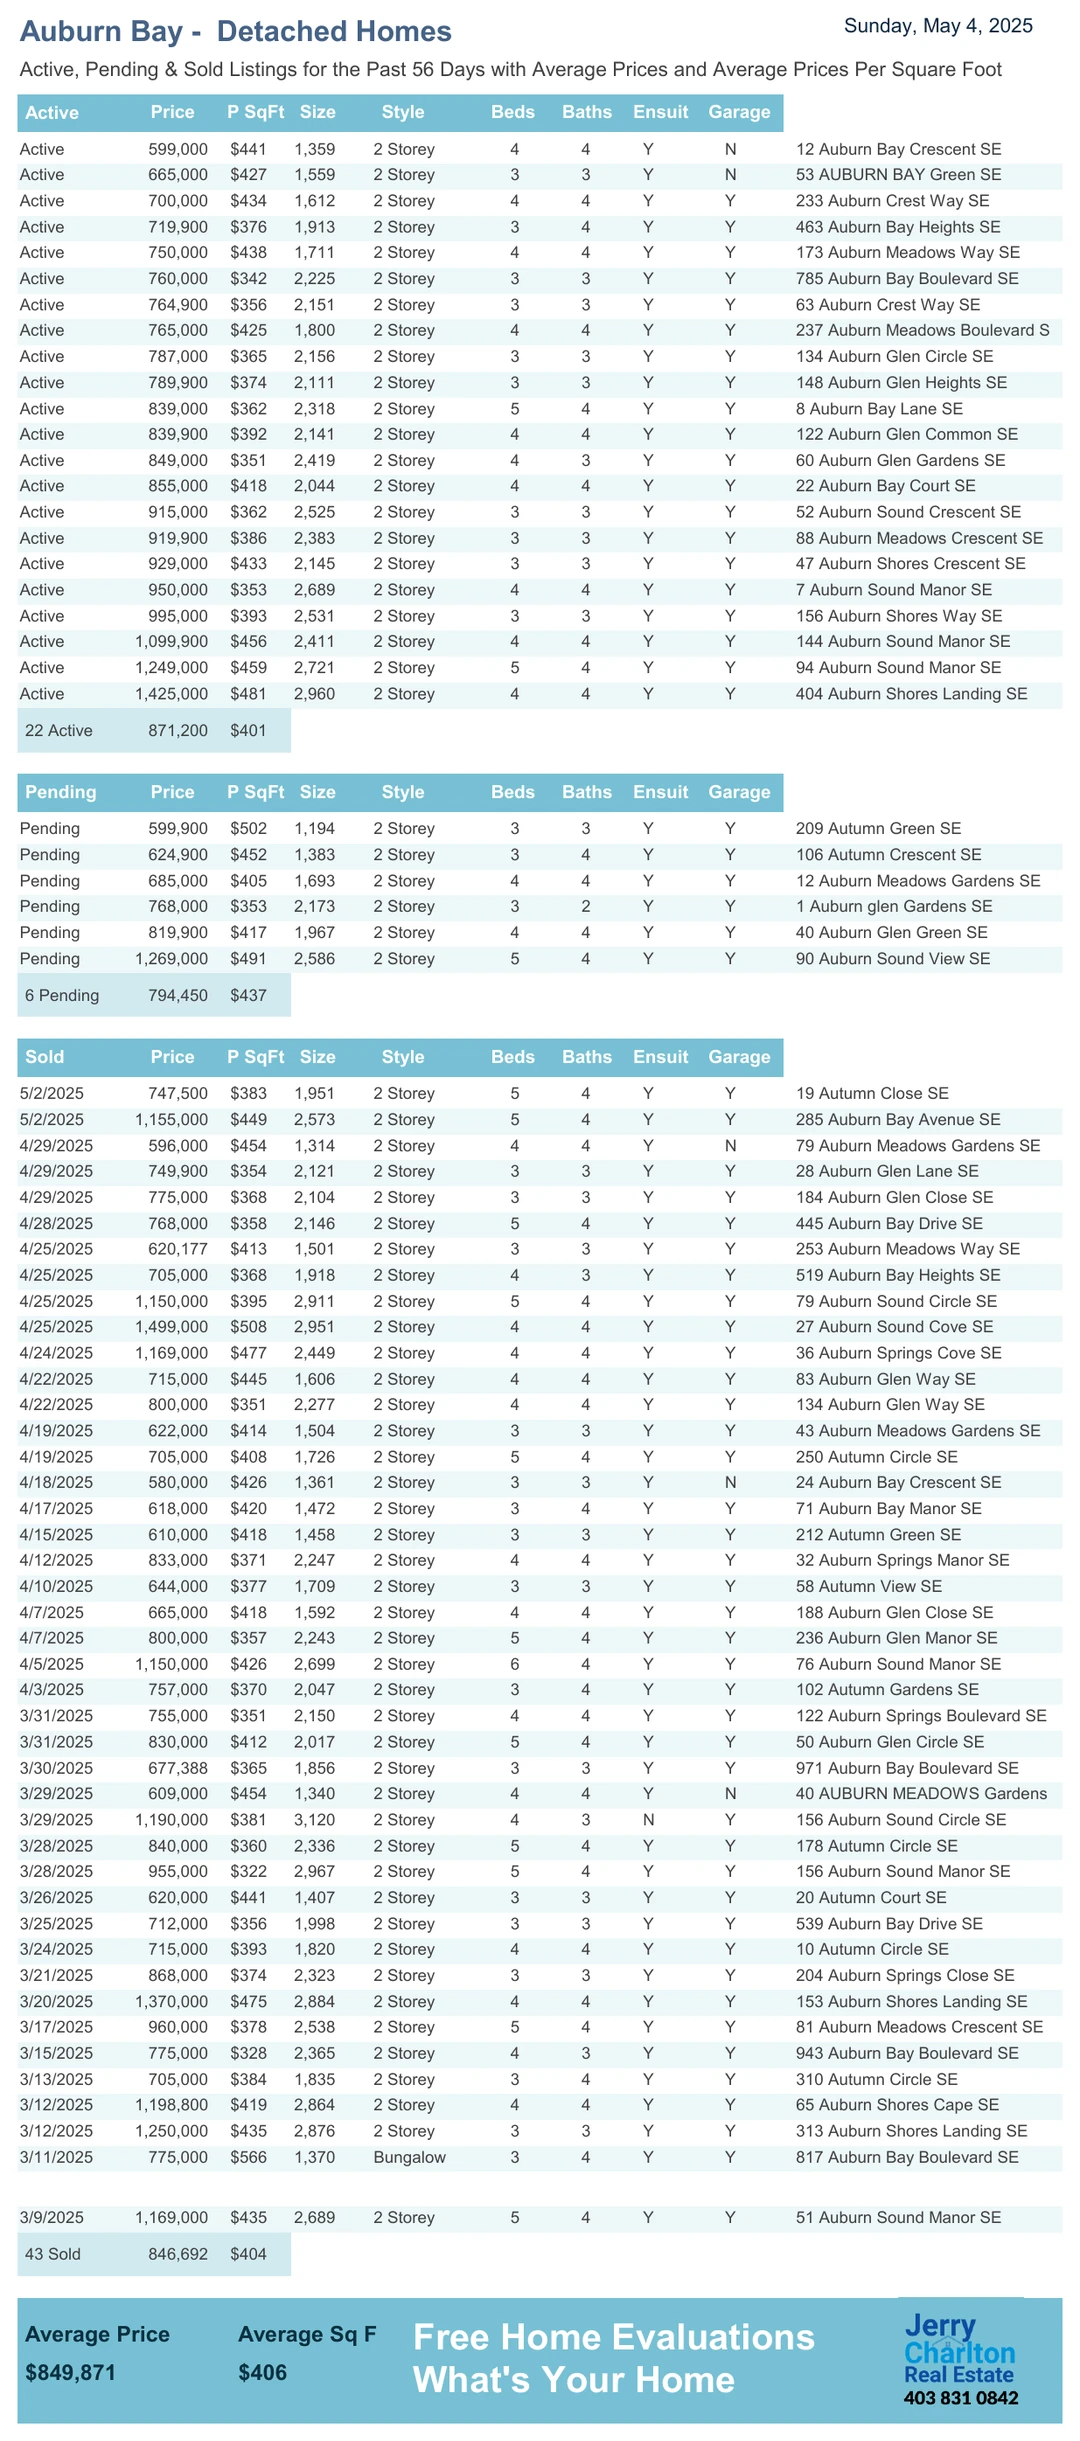 Auburn Bay - Detached Homes Sunday, May 4, 2025
Active, Pending & Sold Listings for the Past 56 Days with Average Prices and Average Prices Per Square Foot
Active Price P SqFt Size Style Beds Baths Ensuit Garage
Active 599,000 $441 1,359 2 Storey 4 4 Y N 12 Auburn Bay Crescent SE
Active 665,000 $427 1,559 2 Storey 3 3 Y N 53 AUBURN BAY Green SE
Active 700,000 $434 1,612 2 Storey 4 4 Y Y 233 Auburn Crest Way SE
Active 719,900 $376 1,913 2 Storey 3 4 Y Y 463 Auburn Bay Heights SE
Active 750,000 $438 1,711 2 Storey 4 4 Y Y 173 Auburn Meadows Way SE
Active 760,000 $342 2,225 2 Storey 3 3 Y Y 785 Auburn Bay Boulevard SE
Active 764,900 $356 2,151 2 Storey 3 3 Y Y 63 Auburn Crest Way SE
Active 765,000 $425 1,800 2 Storey 4 4 Y Y 237 Auburn Meadows Boulevard S
Active 787,000 $365 2,156 2 Storey 3 3 Y Y 134 Auburn Glen Circle SE
Active 789,900 $374 2,111 2 Storey 3 3 Y Y 148 Auburn Glen Heights SE
Active 839,000 $362 2,318 2 Storey 5 4 Y Y 8 Auburn Bay Lane SE
Active 839,900 $392 2,141 2 Storey 4 4 Y Y 122 Auburn Glen Common SE
Active 849,000 $351 2,419 2 Storey 4 3 Y Y 60 Auburn Glen Gardens SE
Active 855,000 $418 2,044 2 Storey 4 4 Y Y 22 Auburn Bay Court SE
Active 915,000 $362 2,525 2 Storey 3 3 Y Y 52 Auburn Sound Crescent SE
Active 919,900 $386 2,383 2 Storey 3 3 Y Y 88 Auburn Meadows Crescent SE
Active 929,000 $433 2,145 2 Storey 3 3 Y Y 47 Auburn Shores Crescent SE
Active 950,000 $353 2,689 2 Storey 4 4 Y Y 7 Auburn Sound Manor SE
Active 995,000 $393 2,531 2 Storey 3 3 Y Y 156 Auburn Shores Way SE
Active 1,099,900 $456 2,411 2 Storey 4 4 Y Y 144 Auburn Sound Manor SE
Active 1,249,000 $459 2,721 2 Storey 5 4 Y Y 94 Auburn Sound Manor SE
Active 1,425,000 $481 2,960 2 Storey 4 4 Y Y 404 Auburn Shores Landing SE
22 Active 871,200 $401
Pending Price P SqFt Size Style Beds Baths Ensuit Garage
Pending 599,900 $502 1,194 2 Storey 3 3 Y Y 209 Autumn Green SE
Pending 624,900 $452 1,383 2 Storey 3 4 Y Y 106 Autumn Crescent SE
Pending 685,000 $405 1,693 2 Storey 4 4 Y Y 12 Auburn Meadows Gardens SE
Pending 768,000 $353 2,173 2 Storey 3 2 Y Y 1 Auburn glen Gardens SE
Pending 819,900 $417 1,967 2 Storey 4 4 Y Y 40 Auburn Glen Green SE
Pending 1,269,000 $491 2,586 2 Storey 5 4 Y Y 90 Auburn Sound View SE
6 Pending 794,450 $437
Sold Price P SqFt Size Style Beds Baths Ensuit Garage
5/2/2025 747,500 $383 1,951 2 Storey 5 4 Y Y 19 Autumn Close SE
5/2/2025 1,155,000 $449 2,573 2 Storey 5 4 Y Y 285 Auburn Bay Avenue SE
4/29/2025 596,000 $454 1,314 2 Storey 4 4 Y N 79 Auburn Meadows Gardens SE
4/29/2025 749,900 $354 2,121 2 Storey 3 3 Y Y 28 Auburn Glen Lane SE
4/29/2025 775,000 $368 2,104 2 Storey 3 3 Y Y 184 Auburn Glen Close SE
4/28/2025 768,000 $358 2,146 2 Storey 5 4 Y Y 445 Auburn Bay Drive SE
4/25/2025 620,177 $413 1,501 2 Storey 3 3 Y Y 253 Auburn Meadows Way SE
4/25/2025 705,000 $368 1,918 2 Storey 4 3 Y Y 519 Auburn Bay Heights SE
4/25/2025 1,150,000 $395 2,911 2 Storey 5 4 Y Y 79 Auburn Sound Circle SE
4/25/2025 1,499,000 $508 2,951 2 Storey 4 4 Y Y 27 Auburn Sound Cove SE
4/24/2025 1,169,000 $477 2,449 2 Storey 4 4 Y Y 36 Auburn Springs Cove SE
4/22/2025 715,000 $445 1,606 2 Storey 4 4 Y Y 83 Auburn Glen Way SE
4/22/2025 800,000 $351 2,277 2 Storey 4 4 Y Y 134 Auburn Glen Way SE
4/19/2025 622,000 $414 1,504 2 Storey 3 3 Y Y 43 Auburn Meadows Gardens SE
4/19/2025 705,000 $408 1,726 2 Storey 5 4 Y Y 250 Autumn Circle SE
4/18/2025 580,000 $426 1,361 2 Storey 3 3 Y N 24 Auburn Bay Crescent SE
4/17/2025 618,000 $420 1,472 2 Storey 3 4 Y Y 71 Auburn Bay Manor SE
4/15/2025 610,000 $418 1,458 2 Storey 3 3 Y Y 212 Autumn Green SE
4/12/2025 833,000 $371 2,247 2 Storey 4 4 Y Y 32 Auburn Springs Manor SE
4/10/2025 644,000 $377 1,709 2 Storey 3 3 Y Y 58 Autumn View SE
4/7/2025 665,000 $418 1,592 2 Storey 4 4 Y Y 188 Auburn Glen Close SE
4/7/2025 800,000 $357 2,243 2 Storey 5 4 Y Y 236 Auburn Glen Manor SE
4/5/2025 1,150,000 $426 2,699 2 Storey 6 4 Y Y 76 Auburn Sound Manor SE
4/3/2025 757,000 $370 2,047 2 Storey 3 4 Y Y 102 Autumn Gardens SE
3/31/2025 755,000 $351 2,150 2 Storey 4 4 Y Y 122 Auburn Springs Boulevard SE
3/31/2025 830,000 $412 2,017 2 Storey 5 4 Y Y 50 Auburn Glen Circle SE
3/30/2025 677,388 $365 1,856 2 Storey 3 3 Y Y 971 Auburn Bay Boulevard SE
3/29/2025 609,000 $454 1,340 2 Storey 4 4 Y N 40 AUBURN MEADOWS Gardens
3/29/2025 1,190,000 $381 3,120 2 Storey 4 3 N Y 156 Auburn Sound Circle SE
3/28/2025 840,000 $360 2,336 2 Storey 5 4 Y Y 178 Autumn Circle SE
3/28/2025 955,000 $322 2,967 2 Storey 5 4 Y Y 156 Auburn Sound Manor SE
3/26/2025 620,000 $441 1,407 2 Storey 3 3 Y Y 20 Autumn Court SE
3/25/2025 712,000 $356 1,998 2 Storey 3 3 Y Y 539 Auburn Bay Drive SE
3/24/2025 715,000 $393 1,820 2 Storey 4 4 Y Y 10 Autumn Circle SE
3/21/2025 868,000 $374 2,323 2 Storey 3 3 Y Y 204 Auburn Springs Close SE
3/20/2025 1,370,000 $475 2,884 2 Storey 4 4 Y Y 153 Auburn Shores Landing SE
3/17/2025 960,000 $378 2,538 2 Storey 5 4 Y Y 81 Auburn Meadows Crescent SE
3/15/2025 775,000 $328 2,365 2 Storey 4 3 Y Y 943 Auburn Bay Boulevard SE
3/13/2025 705,000 $384 1,835 2 Storey 3 4 Y Y 310 Autumn Circle SE
3/12/2025 1,198,800 $419 2,864 2 Storey 4 4 Y Y 65 Auburn Shores Cape SE
3/12/2025 1,250,000 $435 2,876 2 Storey 3 3 Y Y 313 Auburn Shores Landing SE
3/11/2025 775,000 $566 1,370 Bungalow 3 4 Y Y 817 Auburn Bay Boulevard SE
3/9/2025 1,169,000 $435 2,689 2 Storey 5 4 Y Y 51 Auburn Sound Manor SE
43 Sold 846,692 $404
Average Price Average Sq F
$849,871 $406
Free Home Evaluations
What's Your Home
Jerry
Charlton
Real Estate
403 831 0842